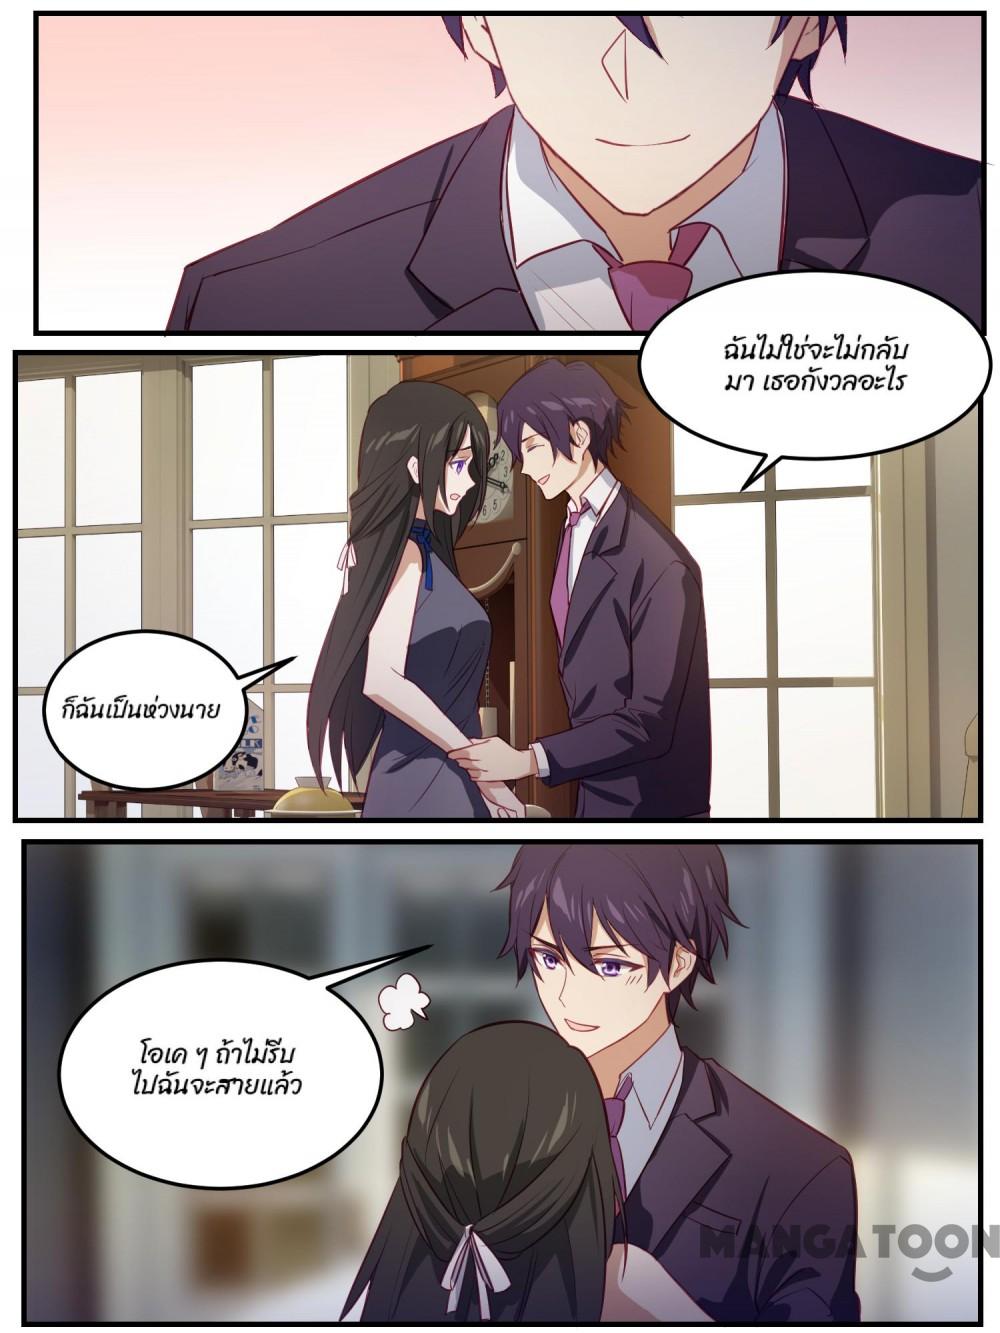 ฉันไม่ใช่จะไม่กลับ
มา เธอกังวลอะไร
ก็ฉันเป็นห่วงนาย
โอเค ๆ ถ้าไม่รีบ
ไปฉันจะสายแล้ว
MANGATOON